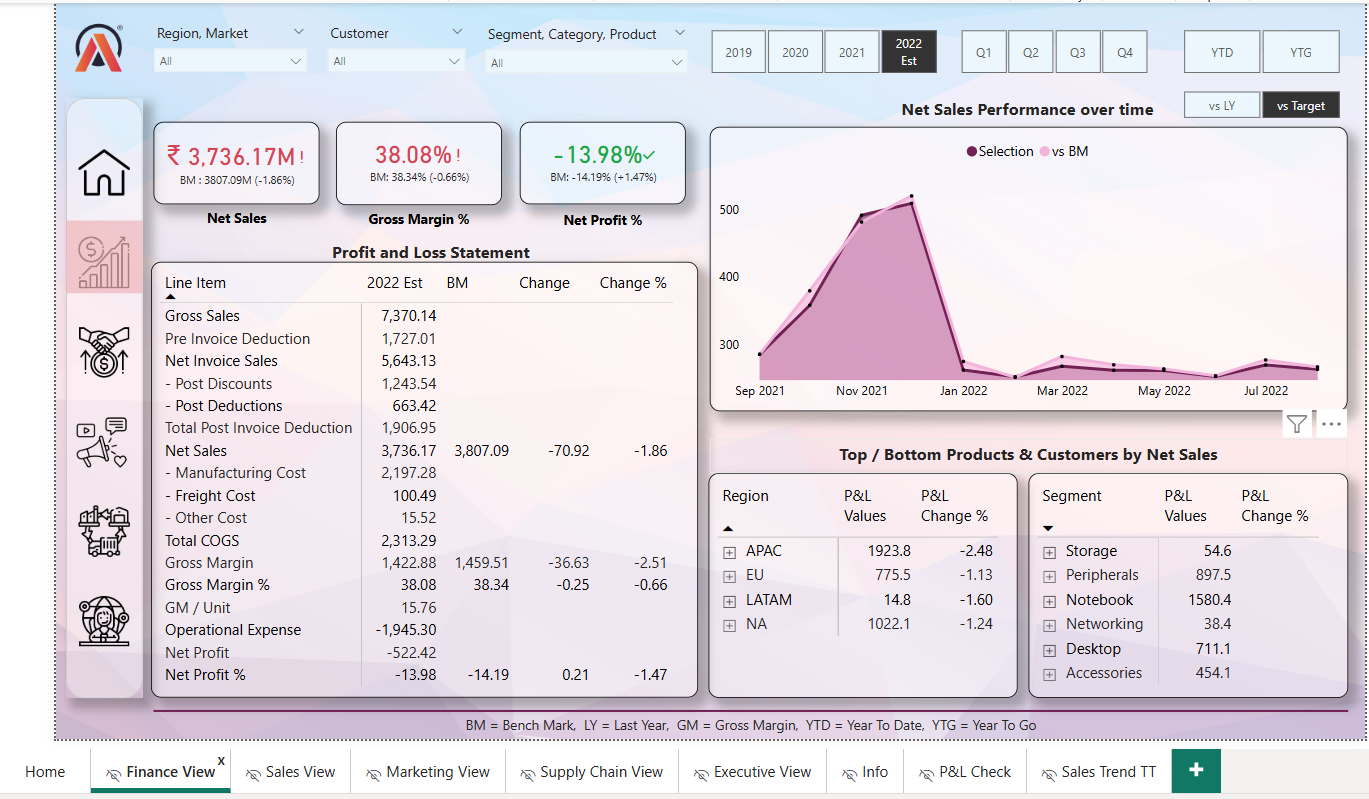 Region, Market
Customer
Segment, Category, Product
All
All
All
2019
2020
2021
2022 Est
Q1
Q2
Q3
Q4
YTD
YTG
vs LY
vs Target
Net Sales Performance over time
₹ 3,736.17M !
BM : 3807.09M (-1.86%)
Net Sales
38.08% !
BM: 38.34% (-0.66%)
Gross Margin %
-13.98%✓
BM: -14.19% (+1.47%)
Net Profit %
Selection vs BM
500
400
300
Sep 2021 Nov 2021 Jan 2022 Mar 2022 May 2022 Jul 2022
Profit and Loss Statement
Line Item 2022 Est BM Change Change %
Gross Sales 7,370.14
Pre Invoice Deduction 1,727.01
Net Invoice Sales 5,643.13
- Post Discounts 1,243.54
- Post Deductions 663.42
Total Post Invoice Deduction 1,906.95
Net Sales 3,736.17 3,807.09 -70.92 -1.86
- Manufacturing Cost 2,197.28
- Freight Cost 100.49
- Other Cost 15.52
Total COGS 2,313.29
Gross Margin 1,422.88 1,459.51 -36.63 -2.51
Gross Margin % 38.08 38.34 -0.25 -0.66
GM / Unit 15.76
Operational Expense -1,945.30
Net Profit -522.42
Net Profit % -13.98 -14.19 0.21 -1.47
Top / Bottom Products & Customers by Net Sales
Region P&L Values P&L Change %
APAC 1923.8 -2.48
EU 775.5 -1.13
LATAM 14.8 -1.60
NA 1022.1 -1.24
Segment P&L Values P&L Change %
Storage 54.6
Peripherals 897.5
Notebook 1580.4
Networking 38.4
Desktop 711.1
Accessories 454.1
BM = Bench Mark, LY = Last Year, GM = Gross Margin, YTD = Year To Date, YTG = Year To Go
Home
Finance View x
Sales View
Marketing View
Supply Chain View
Executive View
Info
P&L Check
Sales Trend TT
+